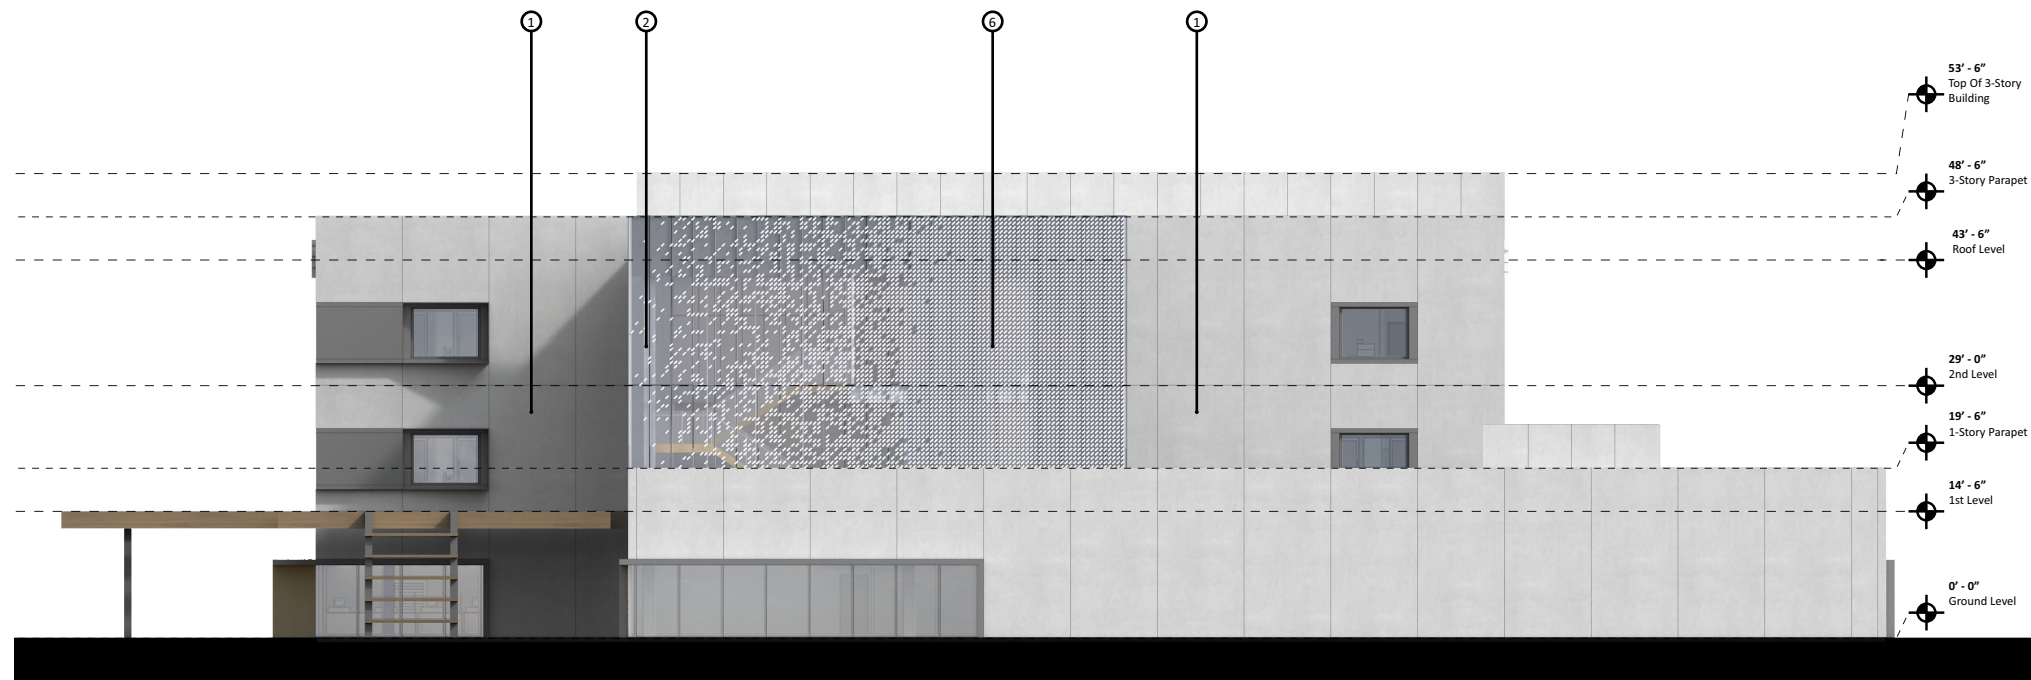 1
2
6
1
53’ - 6”
Top Of 3-Story
Building
48’ - 6”
3-Story Parapet
43’ - 6”
Roof Level
29’ - 0”
2nd Level
19’ - 6”
1-Story Parapet
14’ - 6”
1st Level
0’ - 0”
Ground Level